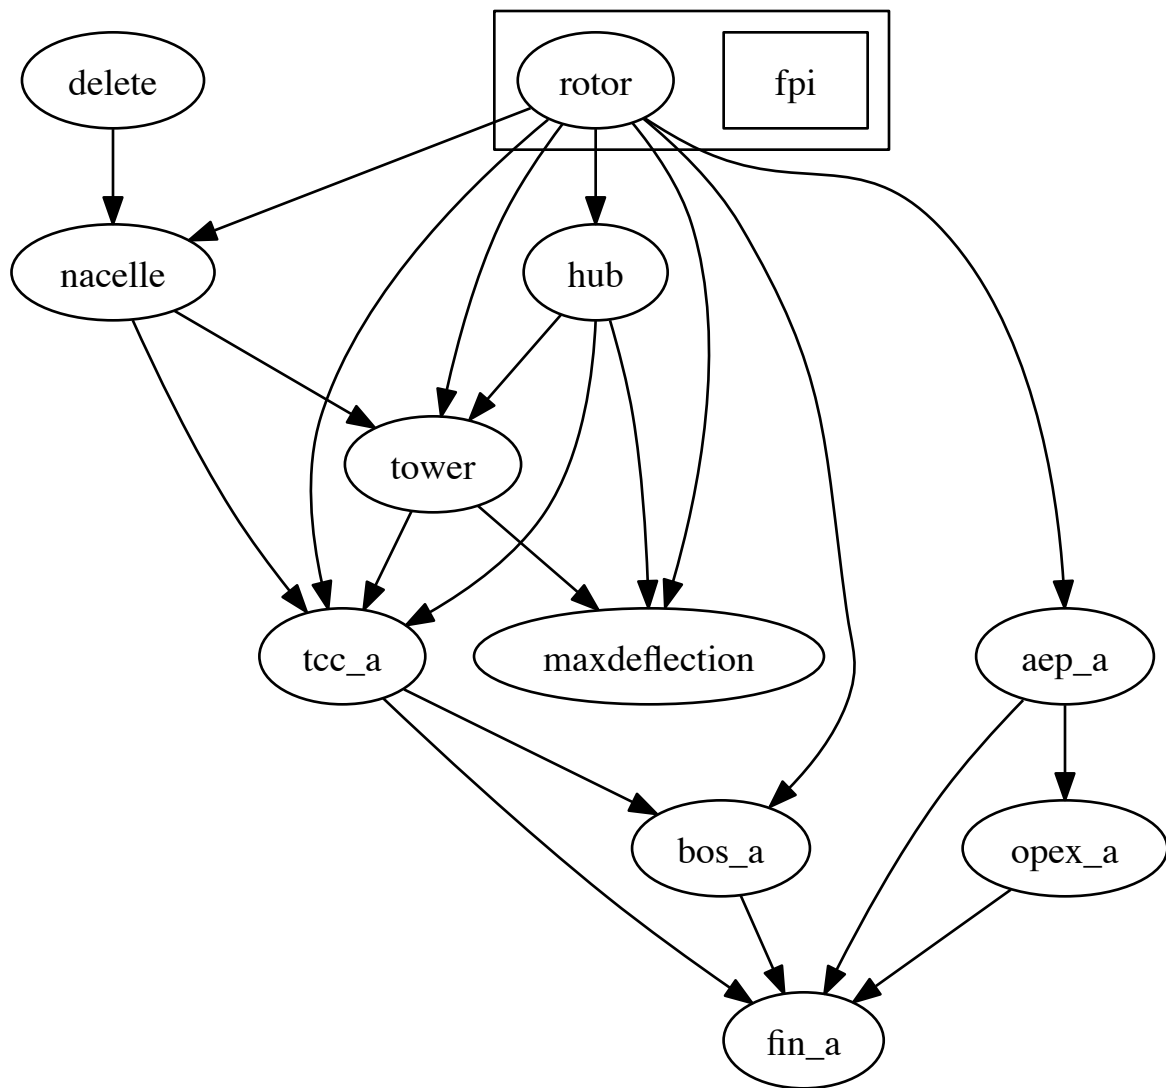 delete
rotor
fpi
nacelle
hub
tower
tcc_a
maxdeflection
aep_a
bos_a
opex_a
fin_a